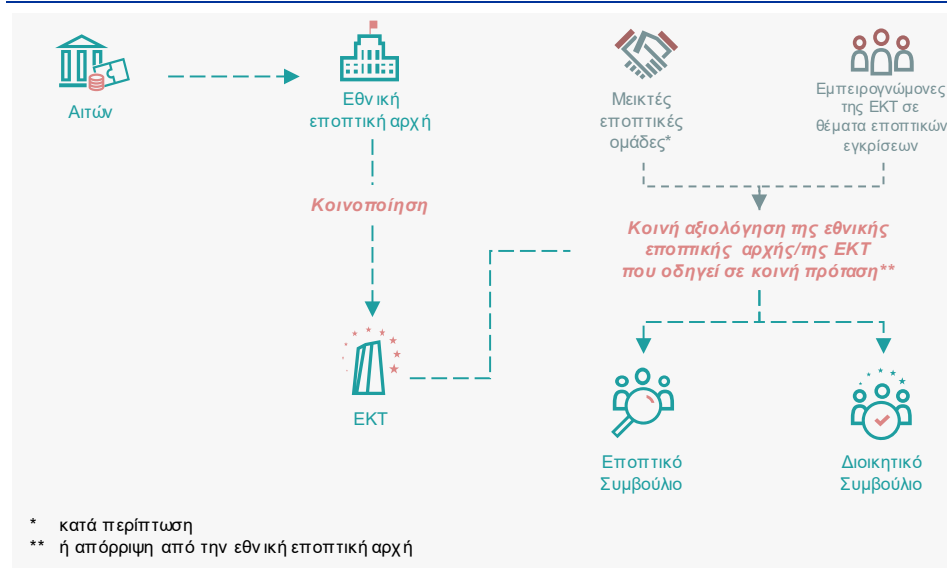 Αιτών
Εθνική
εποπτική αρχή
Μεικτές
εποπτικές
ομάδες*
Εμπειρογνώμονες
της ΕΚΤ σε
θέματα εποπτικών
εγκρίσεων
Κοινοποίηση
Κοινή αξιολόγηση της εθνικής
εποπτικής αρχής/της ΕΚΤ
που οδηγεί σε κοινή πρόταση**
ΕΚΤ
Εποπτικό
Συμβούλιο
Διοικητικό
Συμβούλιο
* κατά περίπτωση
** ή απόρριψη από την εθνική εποπτική αρχή